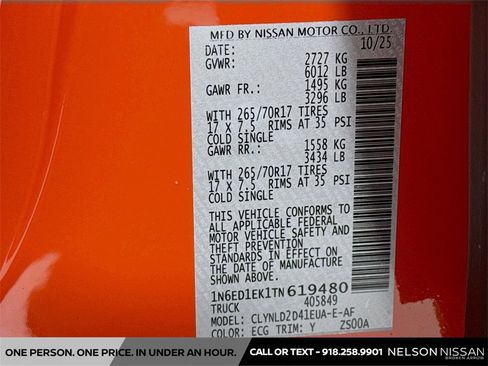 MFD BY NISSAN MOTOR CO., LTD.
DATE: 10/25
GVWR: 2727 KG
6012 LB
GAWR FR.: 1495 KG
3296 LB
WITH 265/70R17 TIRES
17 X 7.5 RIMS AT 35 PSI
COLD SINGLE
GAWR RR.: 1558 KG
3434 LB
WITH 265/70R17 TIRES
17 X 7.5 RIMS AT 35 PSI
COLD SINGLE
THIS VEHICLE CONFORMS TO
ALL APPLICABLE FEDERAL
MOTOR VEHICLE SAFETY AND
THEFT PREVENTION
STANDARDS IN EFFECT ON
THE DATE OF MANUFACTURE
1N6ED1EK1TN619480
TRUCK 405849
MODEL: CLYNLD2D41EUA-E-AF
COLOR: ECG TRIM: Y ZS00A
ONE PERSON. ONE PRICE. IN UNDER AN HOUR. CALL OR TEXT - 918.258.9901 NELSON NISSAN
BROKEN ARROW